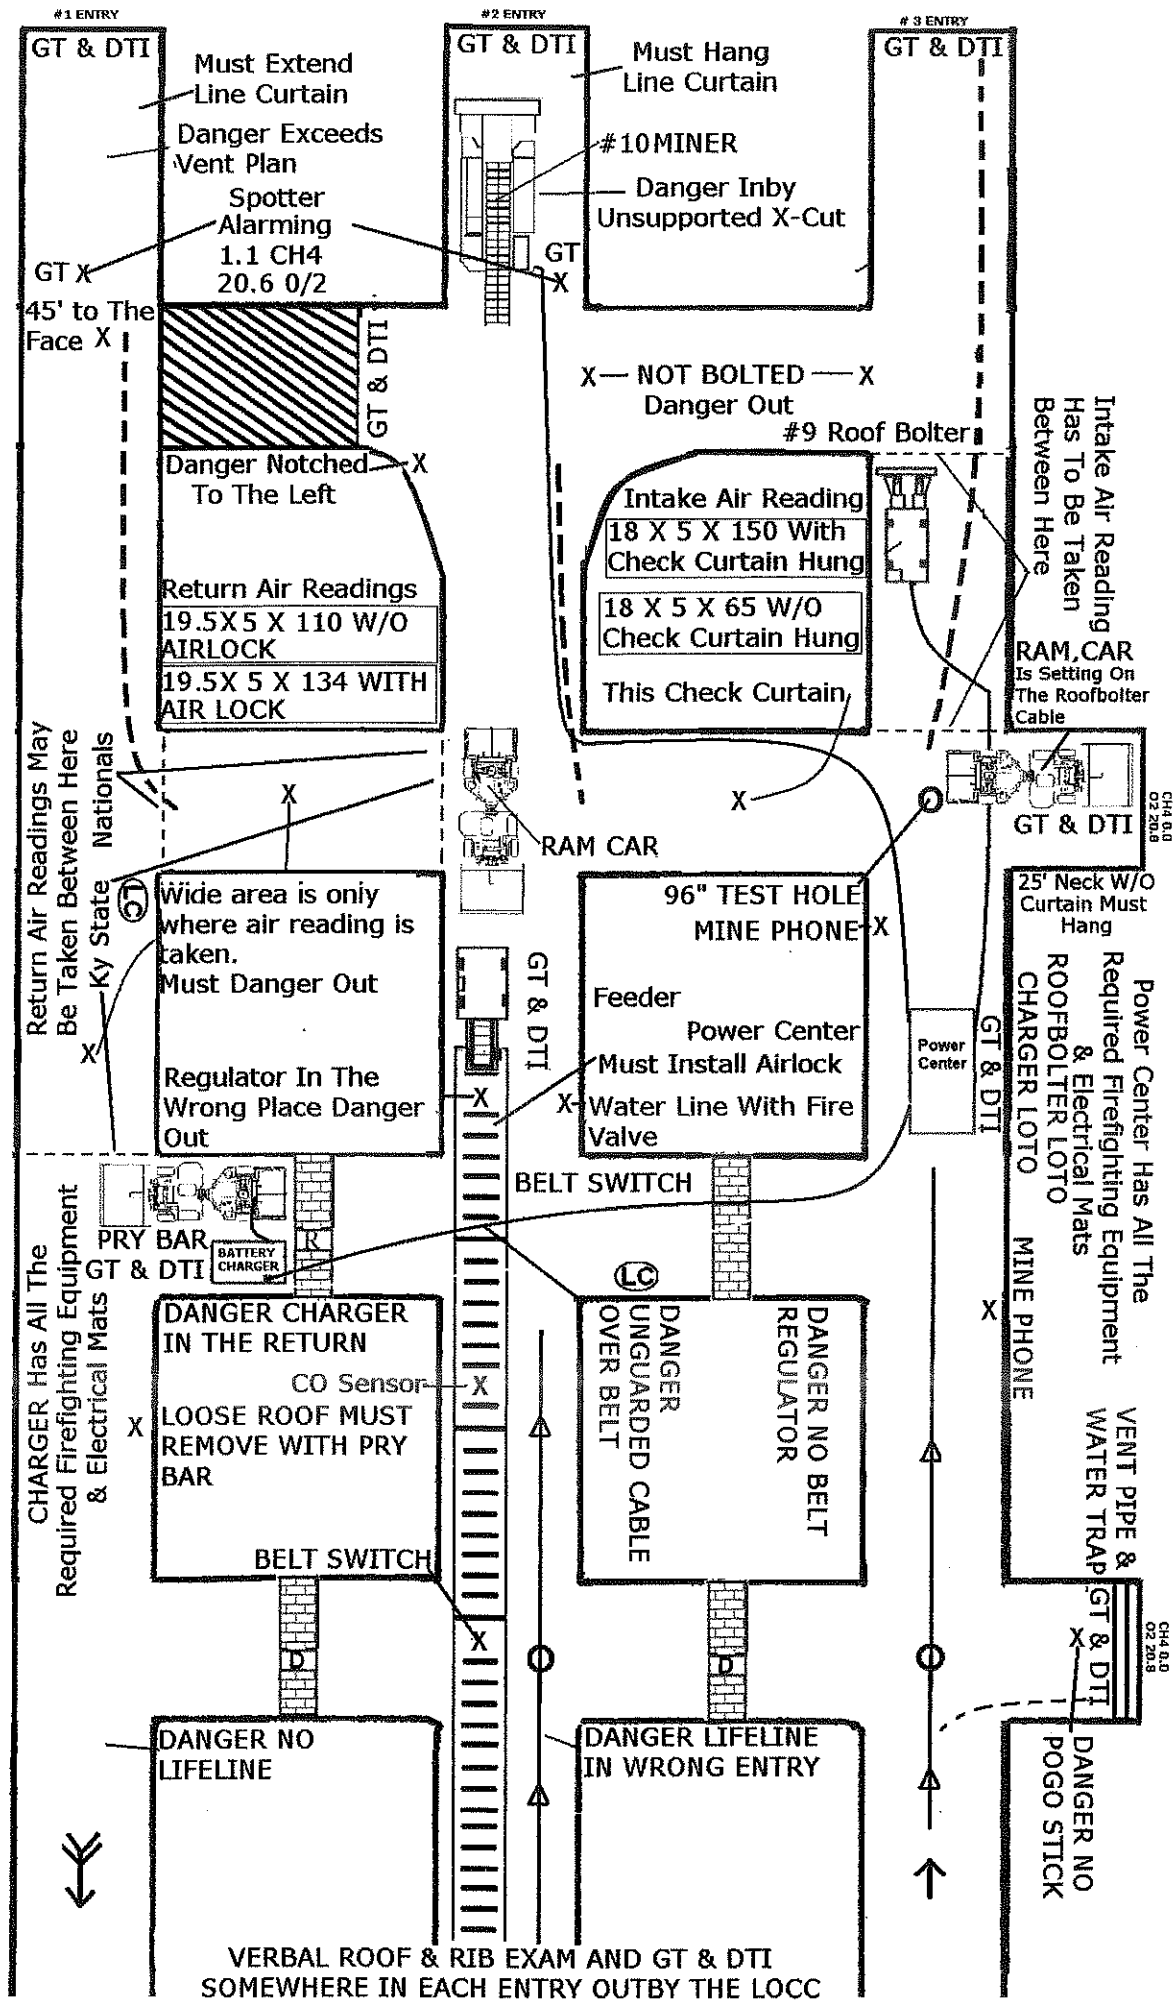 #1 ENTRY
#2 ENTRY
# 3 ENTRY
GT & DTI
GT & DTI
GT & DTI
Must Extend
Line Curtain
Must Hang
Line Curtain
Danger Exceeds
Vent Plan
#10 MINER
Spotter
Alarming
1.1 CH4
20.6 0/2
Danger Inby
Unsupported X-Cut
GT X
GT
X
45' to The
Face X
GT & DTI
X NOT BOLTED X
Danger Out
#9 Roof Bolter
Intake Air Reading
Has To Be Taken
Between Here
Danger Notched X
To The Left
Intake Air Reading
18 X 5 X 150 With
Check Curtain Hung
18 X 5 X 65 W/O
Check Curtain Hung
This Check Curtain
Return Air Readings
19.5X 5 X 110 W/O
AIRLOCK
19.5X 5 X 134 WITH
AIR LOCK
RAM,CAR
Is Setting On
The Roofbolter
Cable
Return Air Readings May
Be Taken Between Here
Nationals
Ky State
X
X
RAM CAR
GT & DTI
CH4 0.0
O2 20.8
25' Neck W/O
Curtain Must
Hang
LC
Wide area is only
where air reading is
taken.
Must Danger Out
X
96" TEST HOLE
MINE PHONE X
GT & DTI
Feeder
Power Center
Must Install Airlock
Power
Center
GT & DTI
Power Center Has All The
Required Firefighting Equipment
& Electrical Mats
ROOFBOLTER LOTO
CHARGER LOTO
Regulator In The
Wrong Place Danger
Out
X
X Water Line With Fire
Valve
BELT SWITCH
PRY BAR
GT & DTI
BATTERY
CHARGER
R
LC
MINE PHONE
X
CHARGER Has All The
Required Firefighting Equipment
& Electrical Mats
DANGER CHARGER
IN THE RETURN
CO Sensor X
X LOOSE ROOF MUST
REMOVE WITH PRY
BAR
DANGER
UNGUARDED CABLE
OVER BELT
DANGER NO BELT
REGULATOR
VENT PIPE &
WATER TRAP
BELT SWITCH
X
D
D
X
GT & DTI
CH4 0.0
O2 20.8
DANGER NO
LIFELINE
DANGER LIFELINE
IN WRONG ENTRY
DANGER NO
POGO STICK
VERBAL ROOF & RIB EXAM AND GT & DTI
SOMEWHERE IN EACH ENTRY OUTBY THE LOCC